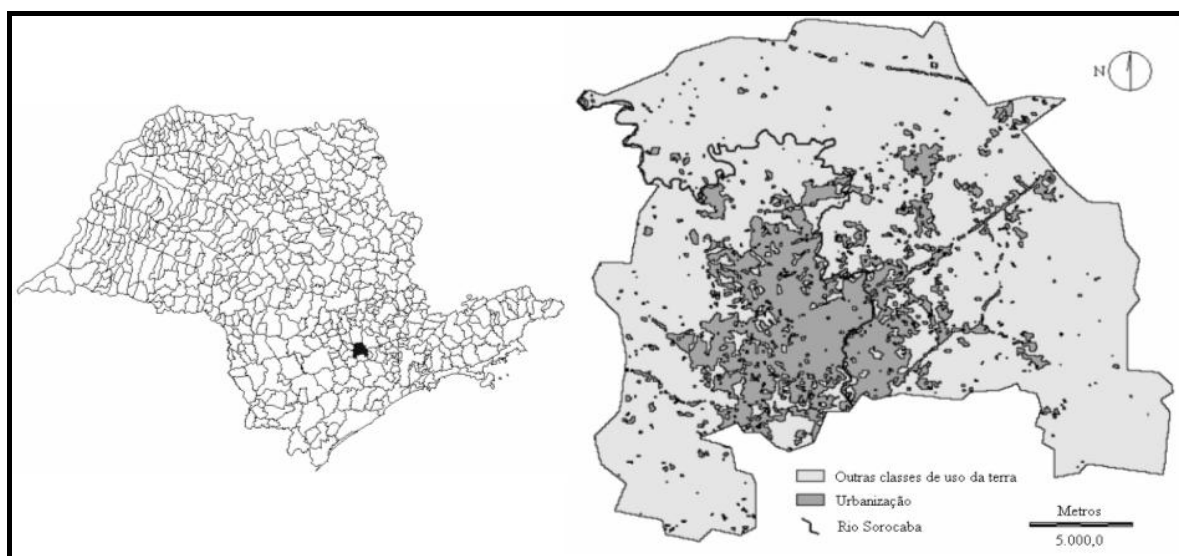 N
Outras classes de uso da terra
Urbanização
Rio Sorocaba
Metros
5.000,0